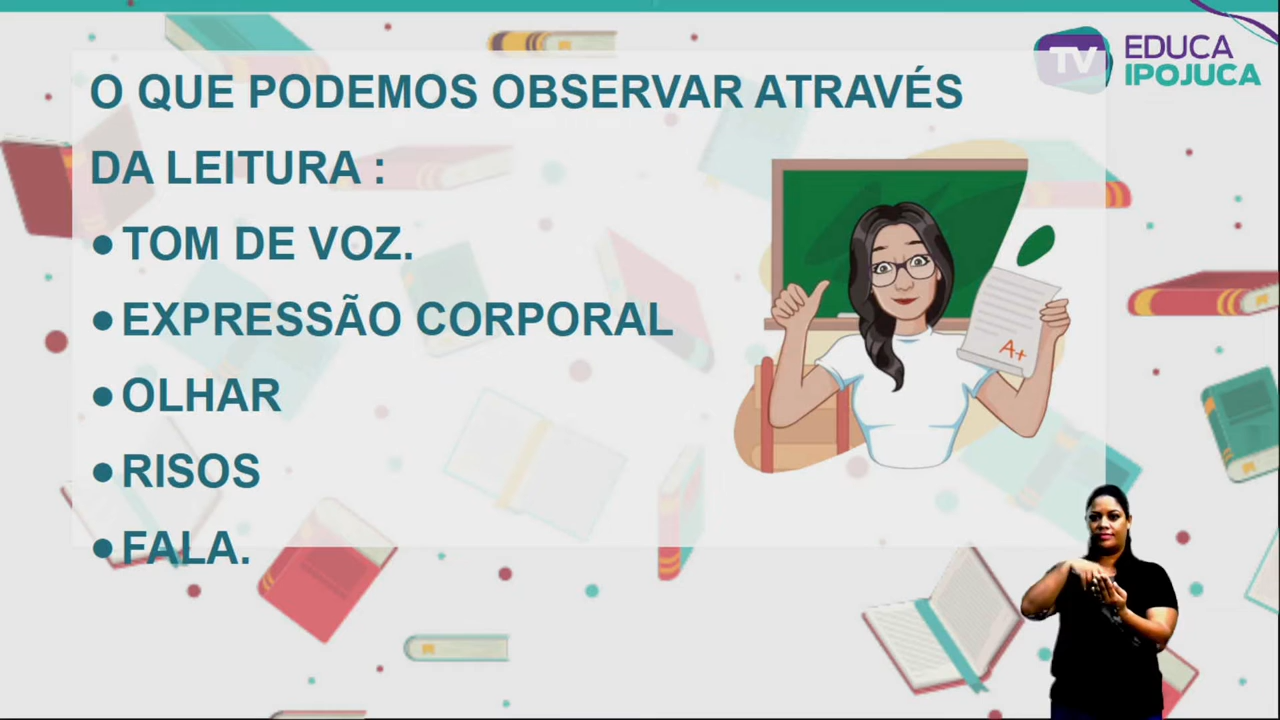 TV EDUCA
IPOJUCA
O QUE PODEMOS OBSERVAR ATRAVÉS
DA LEITURA :
● TOM DE VOZ.
● EXPRESSÃO CORPORAL
● OLHAR
● RISOS
● FALA.
A+